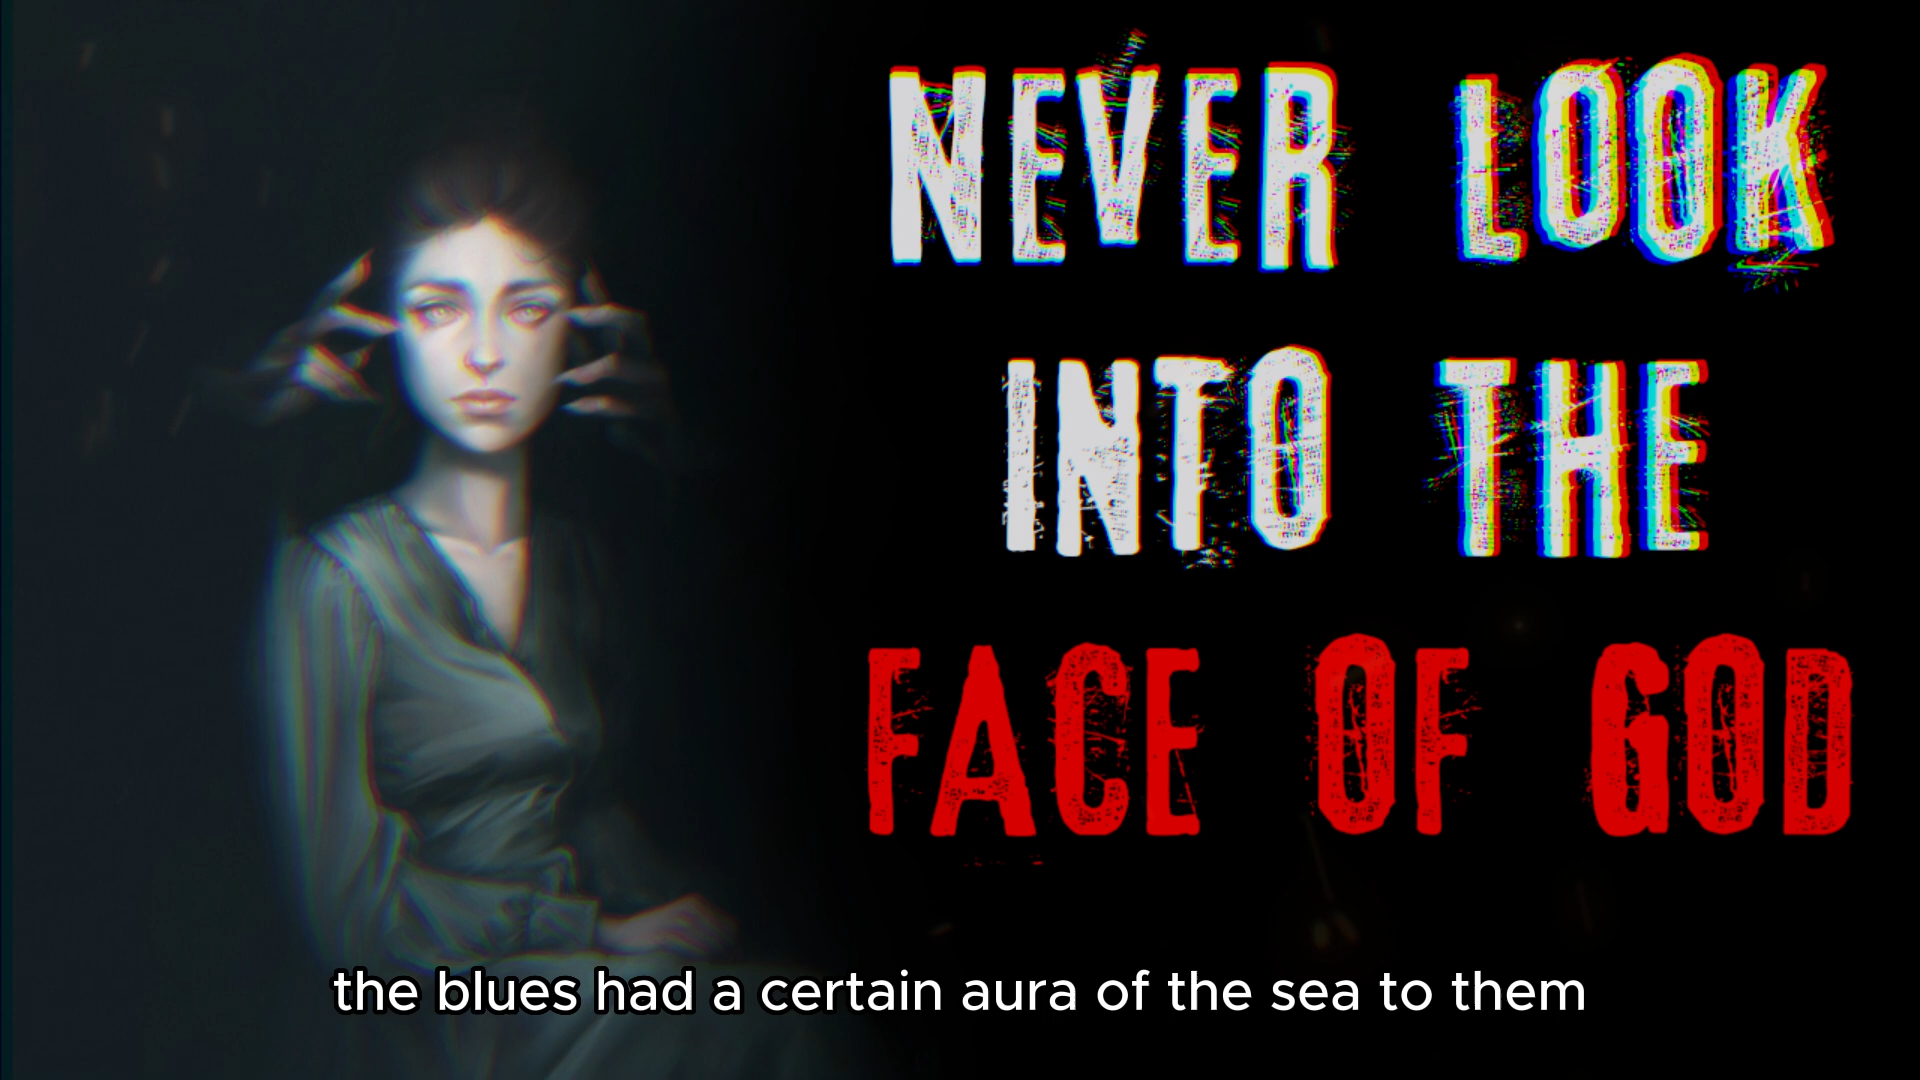 NEVER LOOK
INTO THE
FACE OF GOD
the blues had a certain aura of the sea to them